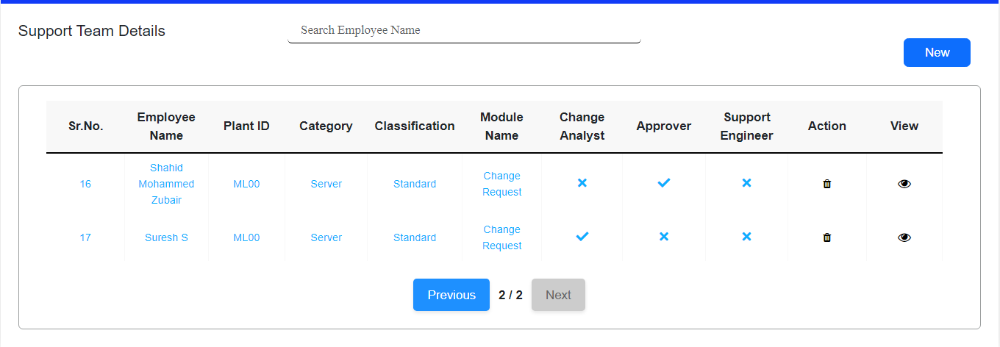 Support Team Details
Search Employee Name
New
Sr.No. Employee Name Plant ID Category Classification Module Name Change Analyst Approver Support Engineer Action View
16 Shahid Mohammed Zubair ML00 Server Standard Change Request
17 Suresh S ML00 Server Standard Change Request
Previous 2 / 2 Next